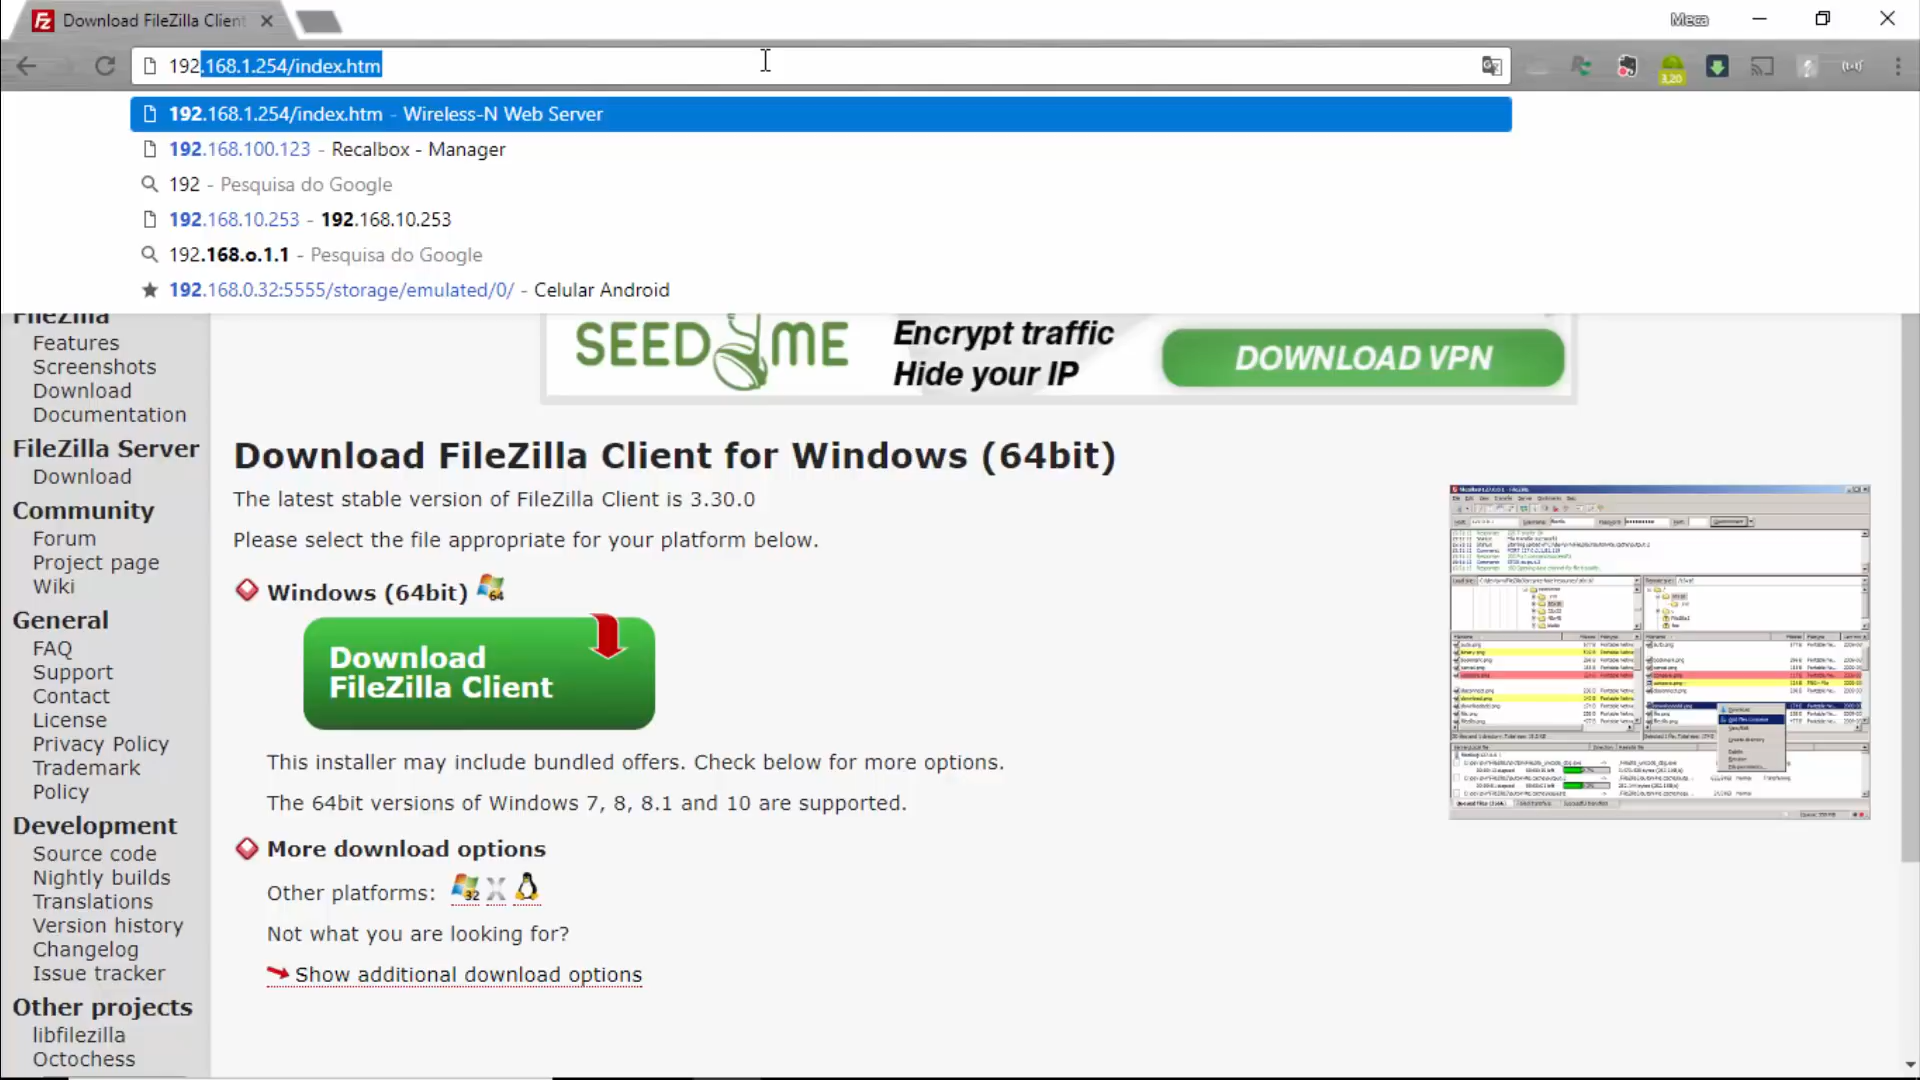 Download FileZilla Client
Meca
192.168.1.254/index.htm
3,20
192.168.1.254/index.htm - Wireless-N Web Server
192.168.100.123 - Recalbox - Manager
192 - Pesquisa do Google
192.168.10.253 - 192.168.10.253
192.168.o.1.1 - Pesquisa do Google
192.168.0.32:5555/storage/emulated/0/ - Celular Android
FileZilla
Features
Screenshots
Download
Documentation
FileZilla Server
Download
Community
Forum
Project page
Wiki
General
FAQ
Support
Contact
License
Privacy Policy
Trademark
Policy
Development
Source code
Nightly builds
Translations
Version history
Changelog
Issue tracker
Other projects
libfilezilla
Octochess
SEED ME
Encrypt traffic
Hide your IP
DOWNLOAD VPN
Download FileZilla Client for Windows (64bit)
The latest stable version of FileZilla Client is 3.30.0
Please select the file appropriate for your platform below.
Windows (64bit)
64
Download
FileZilla Client
This installer may include bundled offers. Check below for more options.
The 64bit versions of Windows 7, 8, 8.1 and 10 are supported.
More download options
Other platforms:
32
Not what you are looking for?
Show additional download options